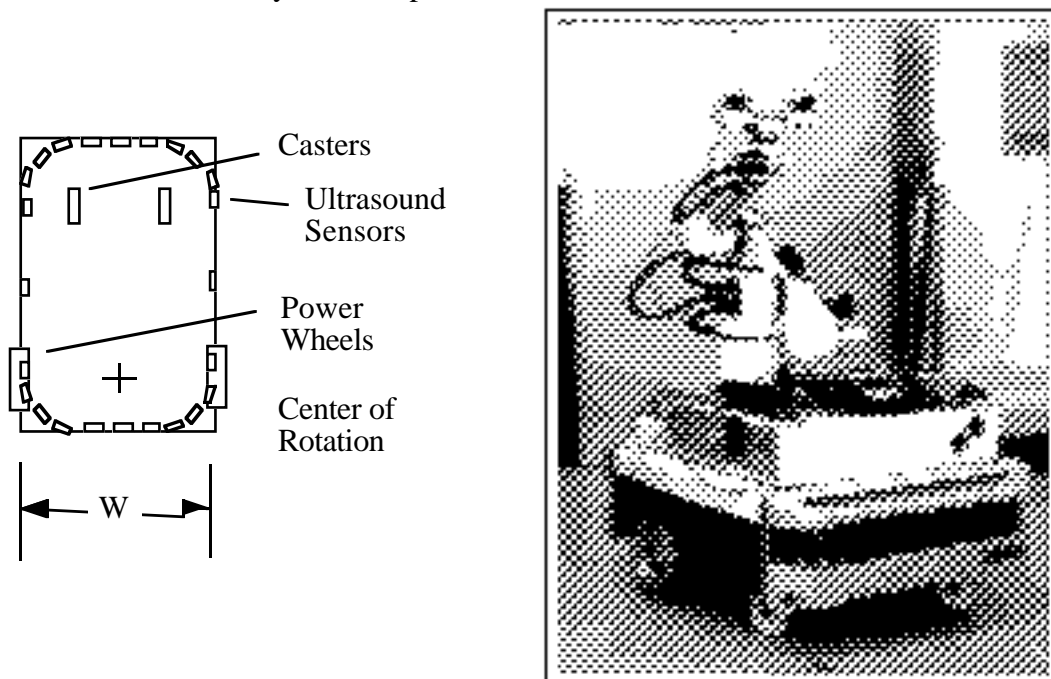 Casters
Ultrasound
Sensors
Power
Wheels
Center of
Rotation
W